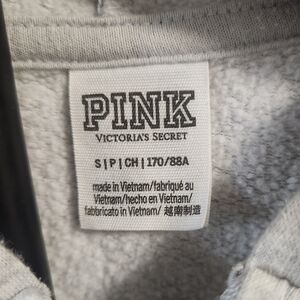 PINK
VICTORIA'S SECRET
S | P | CH | 170/88A
made in Vietnam/fabriqué au
Vietnam/hecho en Vietnam/
fabbricato in Vietnam/ 越南制造